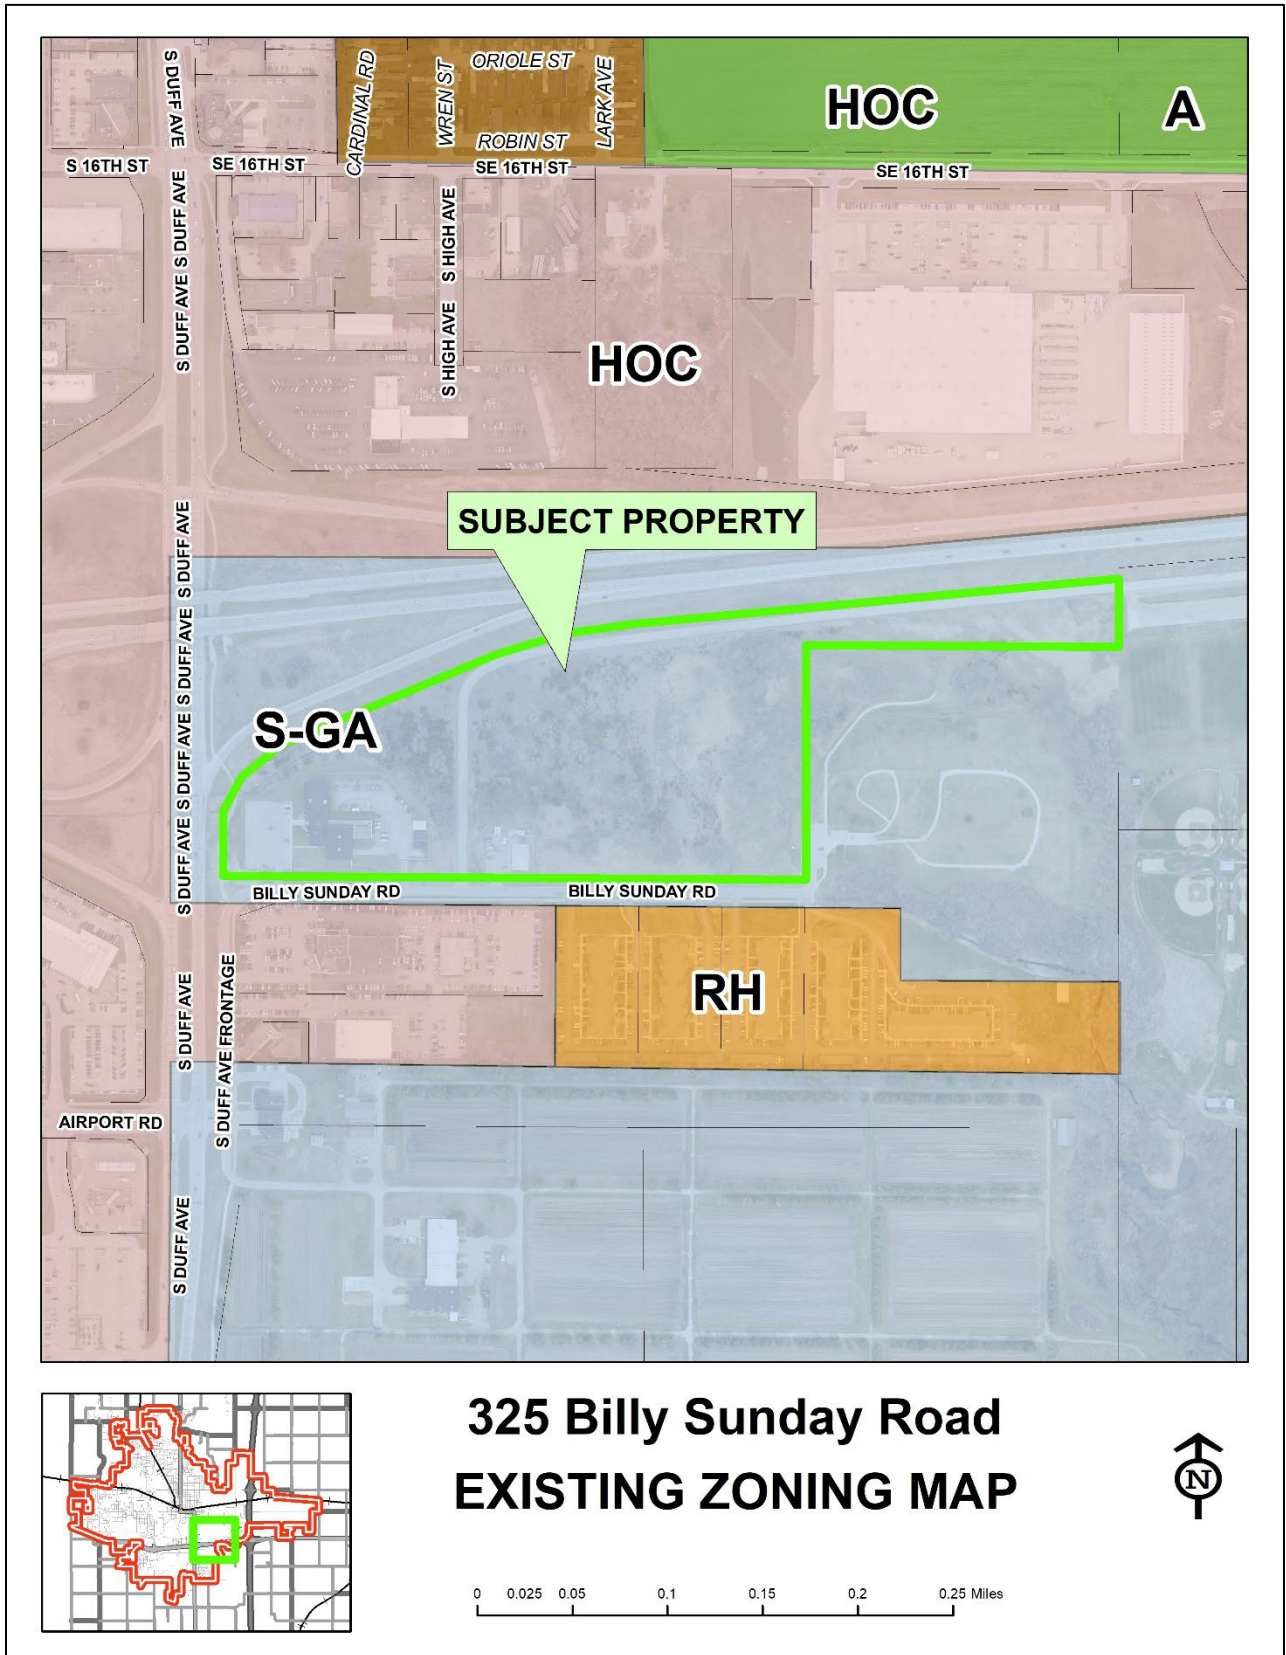 S DUFF AVE
CARDINAL RD
WREN ST
ORIOLE ST
LARK AVE
ROBIN ST
HOC
A
S 16TH ST
SE 16TH ST
SE 16TH ST
SE 16TH ST
S DUFF AVE
S DUFF AVE
S HIGH AVE
S HIGH AVE
HOC
SUBJECT PROPERTY
S DUFF AVE
S DUFF AVE
S DUFF AVE
S DUFF AVE
S-GA
BILLY SUNDAY RD
BILLY SUNDAY RD
S DUFF AVE
S DUFF AVE FRONTAGE
RH
AIRPORT RD
S DUFF AVE
325 Billy Sunday Road
EXISTING ZONING MAP
N
0 0.025 0.05 0.1 0.15 0.2 0.25 Miles